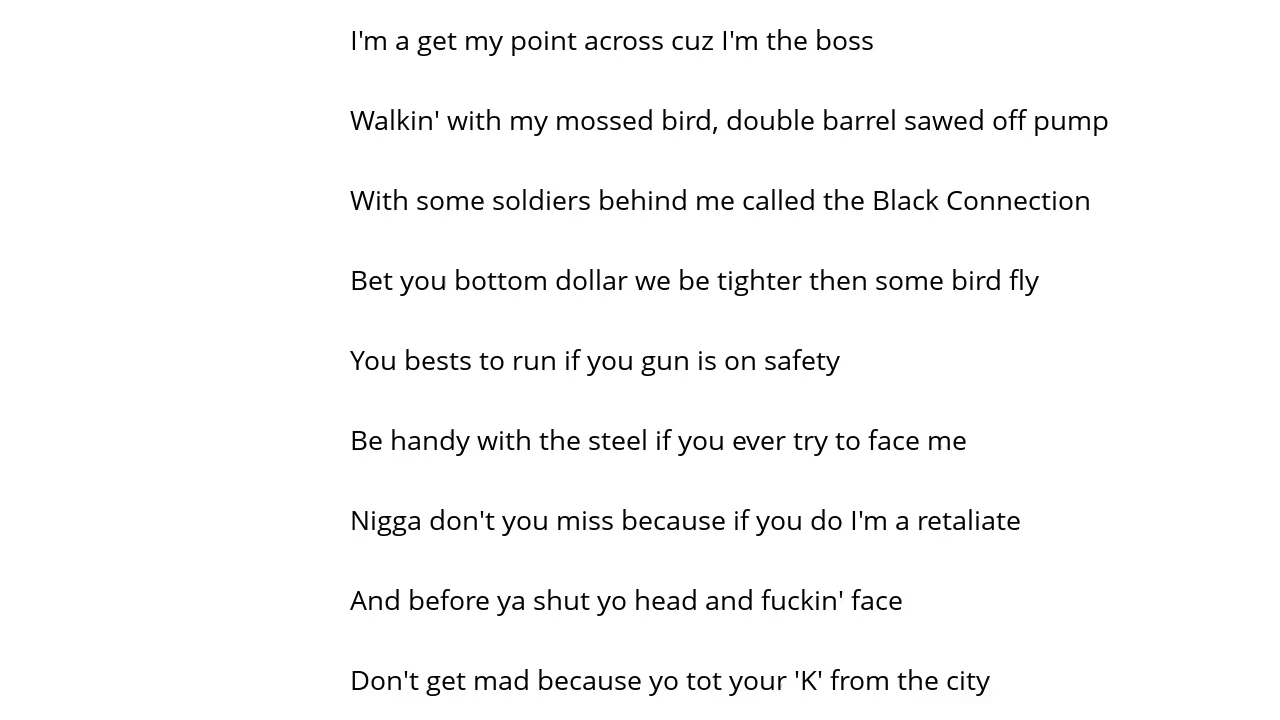 I'm a get my point across cuz I'm the boss
Walkin' with my mossed bird, double barrel sawed off pump
With some soldiers behind me called the Black Connection
Bet you bottom dollar we be tighter then some bird fly
You bests to run if you gun is on safety
Be handy with the steel if you ever try to face me
Nigga don't you miss because if you do I'm a retaliate
And before ya shut yo head and fuckin' face
Don't get mad because yo tot your 'K' from the city